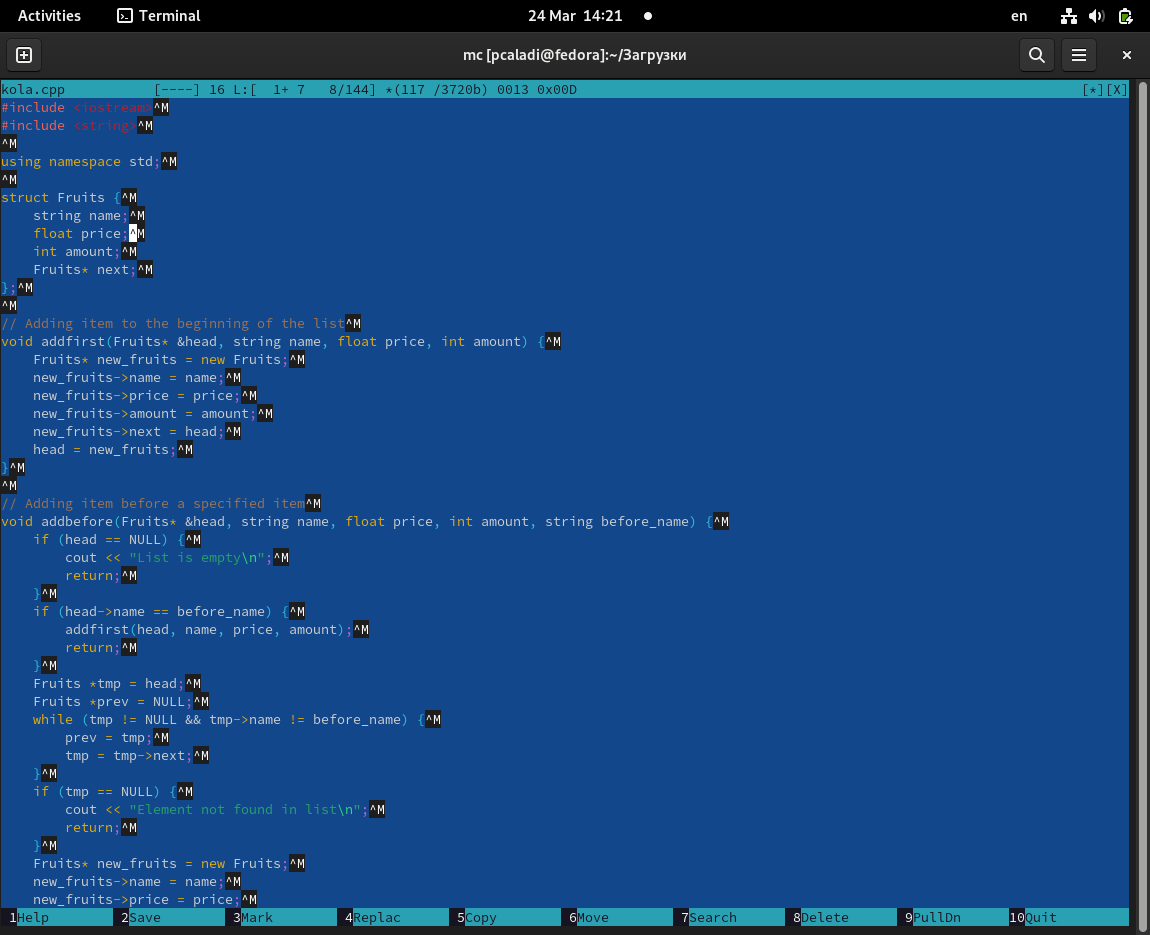 Activities Terminal 24 Mar 14:21 en
mc [pcaladi@fedora]:~/Загрузки
kola.cpp [----] 16 L:[ 1+ 7 8/144] *(117 /3720b) 0013 0x00D [*][X]
#include <iostream>^M
#include <string>^M
^M
using namespace std;^M
^M
struct Fruits {^M
    string name;^M
    float price;^M
    int amount;^M
    Fruits* next;^M
};^M
^M
// Adding item to the beginning of the list^M
void addfirst(Fruits* &head, string name, float price, int amount) {^M
    Fruits* new_fruits = new Fruits;^M
    new_fruits->name = name;^M
    new_fruits->price = price;^M
    new_fruits->amount = amount;^M
    new_fruits->next = head;^M
    head = new_fruits;^M
}^M
^M
// Adding item before a specified item^M
void addbefore(Fruits* &head, string name, float price, int amount, string before_name) {^M
    if (head == NULL) {^M
        cout << "List is empty\n";^M
        return;^M
    }^M
    if (head->name == before_name) {^M
        addfirst(head, name, price, amount);^M
        return;^M
    }^M
    Fruits *tmp = head;^M
    Fruits *prev = NULL;^M
    while (tmp != NULL && tmp->name != before_name) {^M
        prev = tmp;^M
        tmp = tmp->next;^M
    }^M
    if (tmp == NULL) {^M
        cout << "Element not found in list\n";^M
        return;^M
    }^M
    Fruits* new_fruits = new Fruits;^M
    new_fruits->name = name;^M
    new_fruits->price = price;^M
1Help 2Save 3Mark 4Replac 5Copy 6Move 7Search 8Delete 9PullDn 10Quit